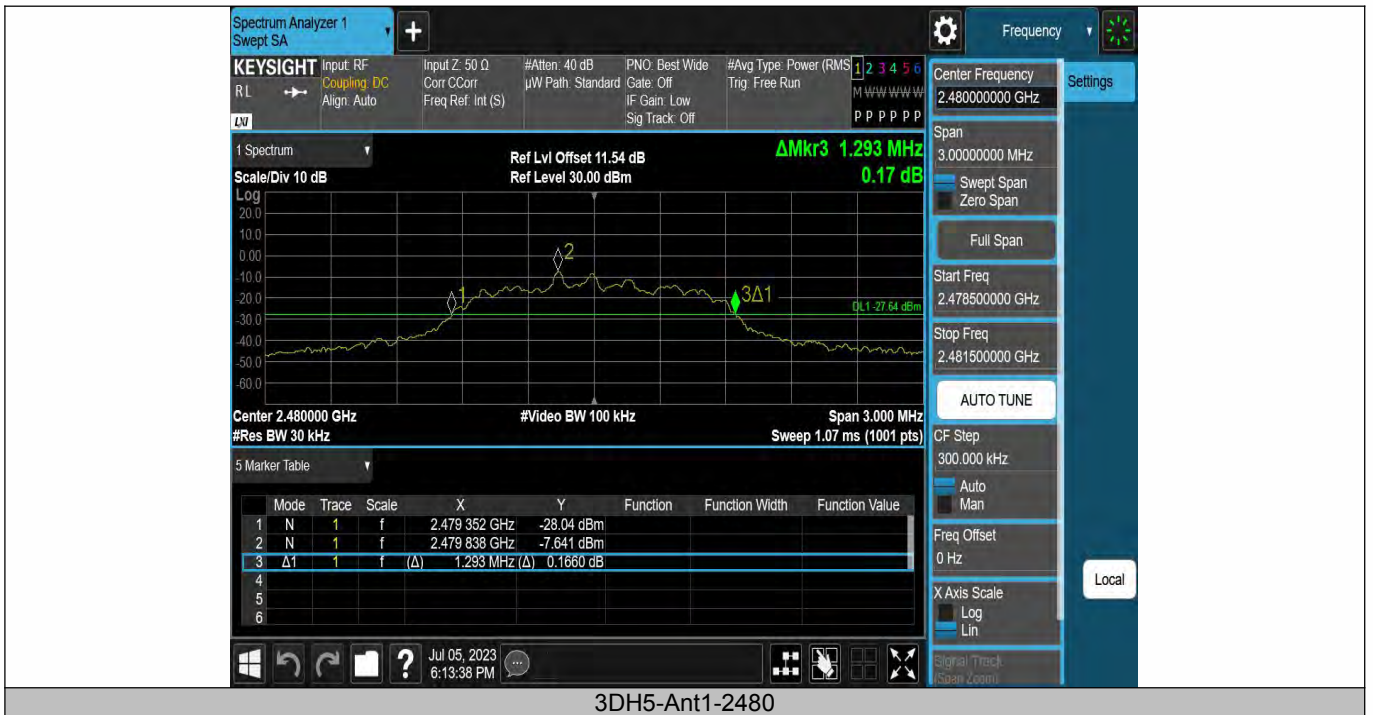 Spectrum Analyzer 1
Swept SA
+
Frequency
KEYSIGHT
RL
LXI
Input: RF
Coupling: DC
Align: Auto
Input Z: 50 Ω
Corr CCorr
Freq Ref: Int (S)
#Atten: 40 dB
µW Path: Standard
PNO: Best Wide
Gate: Off
IF Gain: Low
Sig Track: Off
#Avg Type: Power (RMS
Trig: Free Run
1 2 3 4 5 6
M W W W W W
P P P P P P
1 Spectrum
Scale/Div 10 dB
Ref Lvl Offset 11.54 dB
Ref Level 30.00 dBm
ΔMkr3 1.293 MHz
0.17 dB
Log
20.0
10.0
0.00
-10.0
-20.0
-30.0
-40.0
-50.0
-60.0
1
2
3Δ1
DL1 -27.64 dBm
Center 2.480000 GHz
#Video BW 100 kHz
Span 3.000 MHz
#Res BW 30 kHz
Sweep 1.07 ms (1001 pts)
5 Marker Table
Mode Trace Scale X Y Function Function Width Function Value
1 N 1 f 2.479 352 GHz -28.04 dBm
2 N 1 f 2.479 838 GHz -7.641 dBm
3 Δ1 1 f (Δ) 1.293 MHz (Δ) 0.1660 dB
4
5
6
?
Jul 05, 2023
6:13:38 PM
Center Frequency
2.480000000 GHz
Settings
Span
3.00000000 MHz
Swept Span
Zero Span
Full Span
Start Freq
2.478500000 GHz
Stop Freq
2.481500000 GHz
AUTO TUNE
CF Step
300.000 kHz
Auto
Man
Freq Offset
0 Hz
X Axis Scale
Log
Lin
Local
Signal Track
(Span Zoom)
3DH5-Ant1-2480